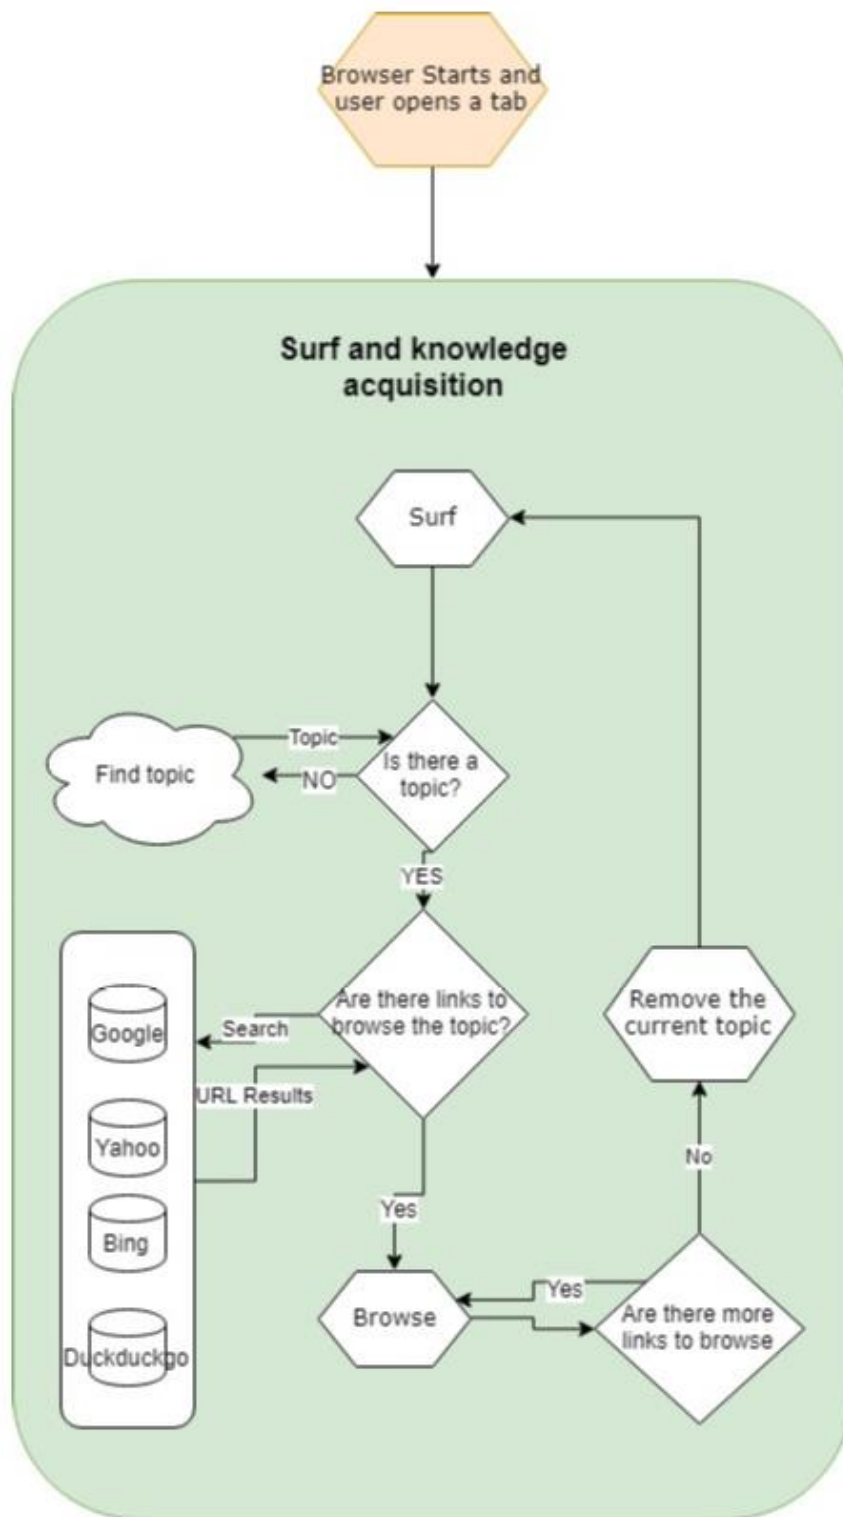 Browser Starts and
user opens a tab
Surf and knowledge
acquisition
Surf
Find topic
Topic
NO
Is there a
topic?
YES
Are there links to
browse the topic?
Search
URL Results
Google
Yahoo
Bing
Duckduckgo
Yes
Browse
Yes
Are there more
links to browse
No
Remove the
current topic